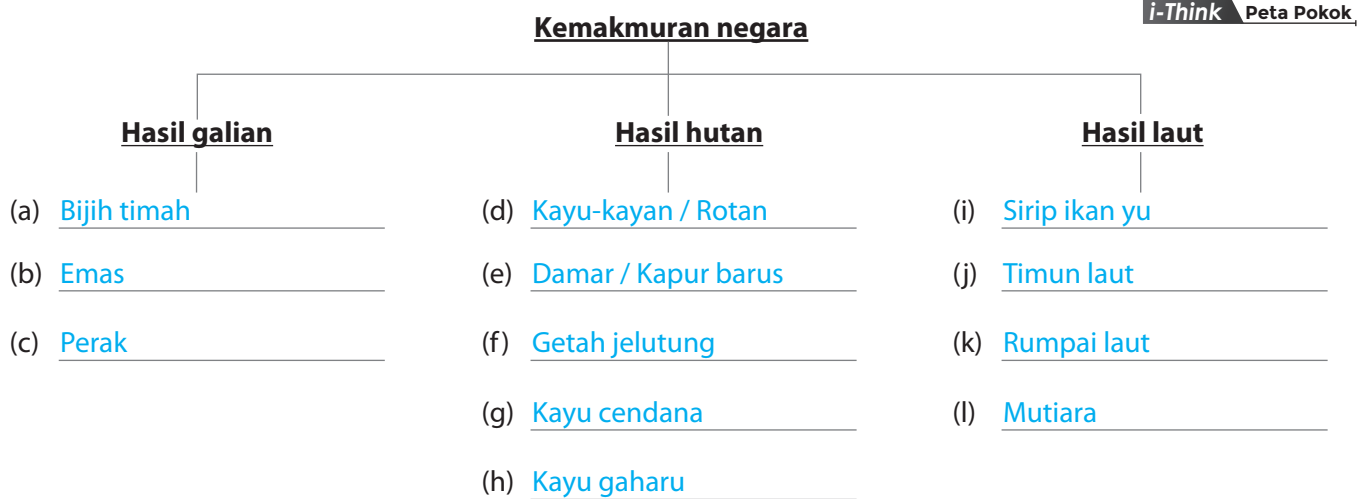 i-Think Peta Pokok
Kemakmuran negara
Hasil galian
(a) Bijih timah
(b) Emas
(c) Perak
Hasil hutan
(d) Kayu-kayan / Rotan
(e) Damar / Kapur barus
(f) Getah jelutung
(g) Kayu cendana
(h) Kayu gaharu
Hasil laut
(i) Sirip ikan yu
(j) Timun laut
(k) Rumpai laut
(l) Mutiara